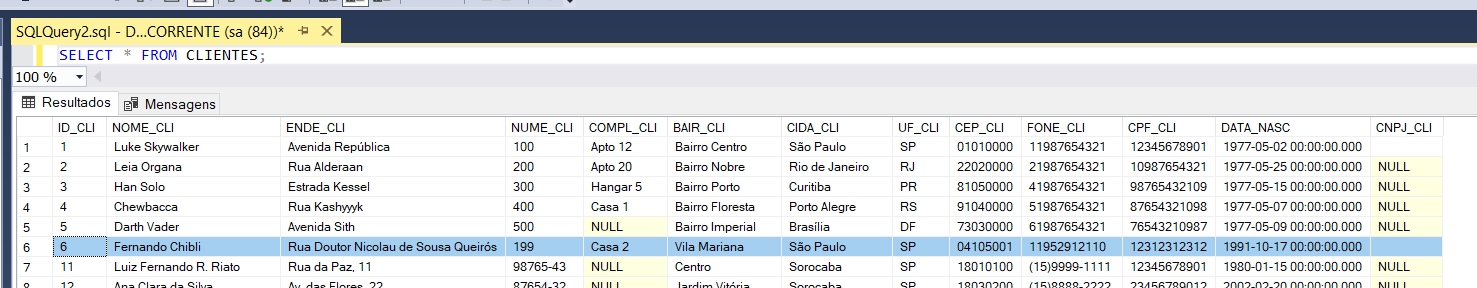 SQLQuery2.sql - D...CORRENTE (sa (84))*
SELECT * FROM CLIENTES;
100 %
Resultados Mensagens
ID_CLI NOME_CLI ENDE_CLI NUME_CLI COMPL_CLI BAIR_CLI CIDA_CLI UF_CLI CEP_CLI FONE_CLI CPF_CLI DATA_NASC CNPJ_CLI
1 1 Luke Skywalker Avenida República 100 Apto 12 Bairro Centro São Paulo SP 01010000 11987654321 12345678901 1977-05-02 00:00:00.000
2 2 Leia Organa Rua Alderaan 200 Apto 20 Bairro Nobre Rio de Janeiro RJ 22020000 21987654321 10987654321 1977-05-25 00:00:00.000 NULL
3 3 Han Solo Estrada Kessel 300 Hangar 5 Bairro Porto Curitiba PR 81050000 41987654321 98765432109 1977-05-15 00:00:00.000 NULL
4 4 Chewbacca Rua Kashyyyk 400 Casa 1 Bairro Floresta Porto Alegre RS 91040000 51987654321 87654321098 1977-05-07 00:00:00.000 NULL
5 5 Darth Vader Avenida Sith 500 NULL Bairro Imperial Brasília DF 73030000 61987654321 76543210987 1977-05-09 00:00:00.000 NULL
6 6 Fernando Chibli Rua Doutor Nicolau de Sousa Queirós 199 Casa 2 Vila Mariana São Paulo SP 04105001 11952912110 12312312312 1991-10-17 00:00:00.000
7 11 Luiz Fernando R. Riato Rua da Paz, 11 98765-43 NULL Centro Sorocaba SP 18010100 (15)9999-1111 12345678901 1980-01-15 00:00:00.000 NULL
8 12 Ana Clara da Silva Av. das Flores, 22 87654-32 NULL Jardim Vitória Sorocaba SP 18030200 (15)8888-2222 23456789012 2002-02-20 00:00:00.000 NULL